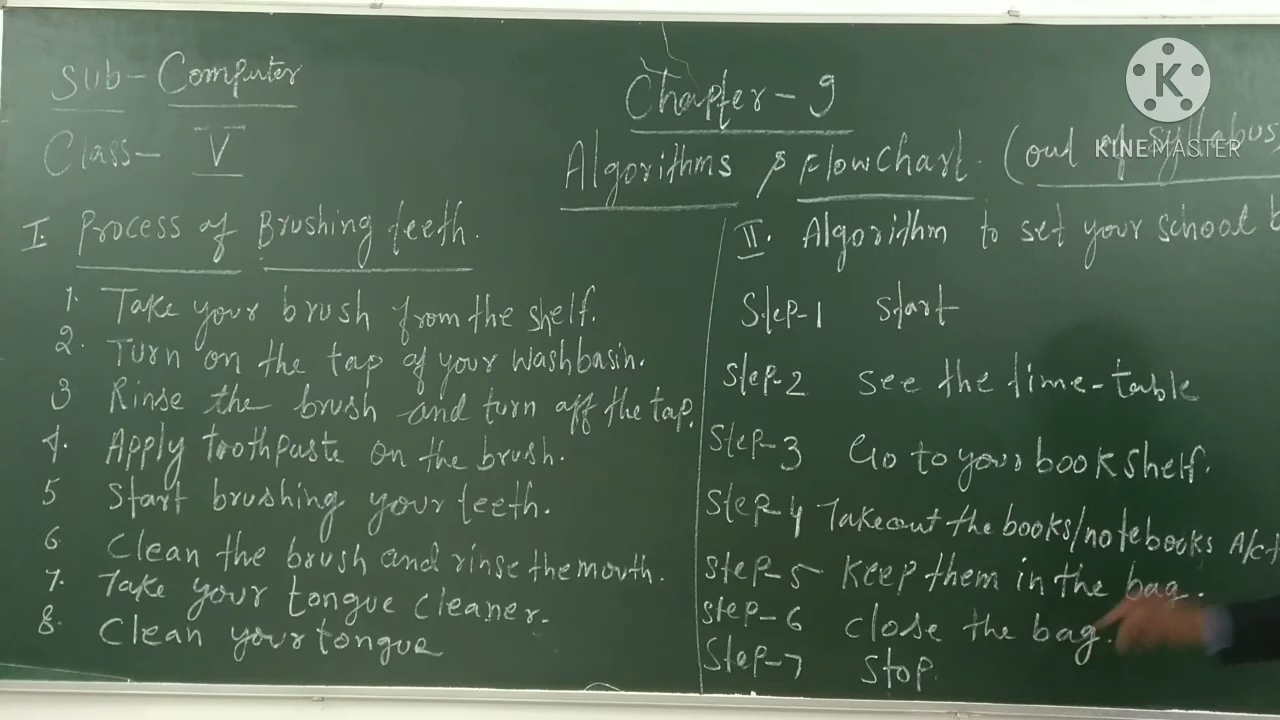 Sub- Computer
Class- V
Chapter-9
Algorithms & Flowchart. (out of syllabus)
I Process of Brushing teeth.
1. Take your brush from the shelf.
2. Turn on the tap of your washbasin.
3 Rinse the brush and turn off the tap.
4. Apply toothpaste on the brush.
5 Start brushing your teeth.
6 Clean the brush and rinse the mouth.
7. Take your tongue cleaner.
8. Clean your tongue
II. Algorithm to set your school
Step-1 Start
Step-2 See the time-table
Step-3 Go to your bookshelf.
Step-4 Takeout the books/notebooks A/c
Step-5 Keep them in the bag.
Step-6 Close the bag.
Step-7 Stop.
K
KINEMASTER